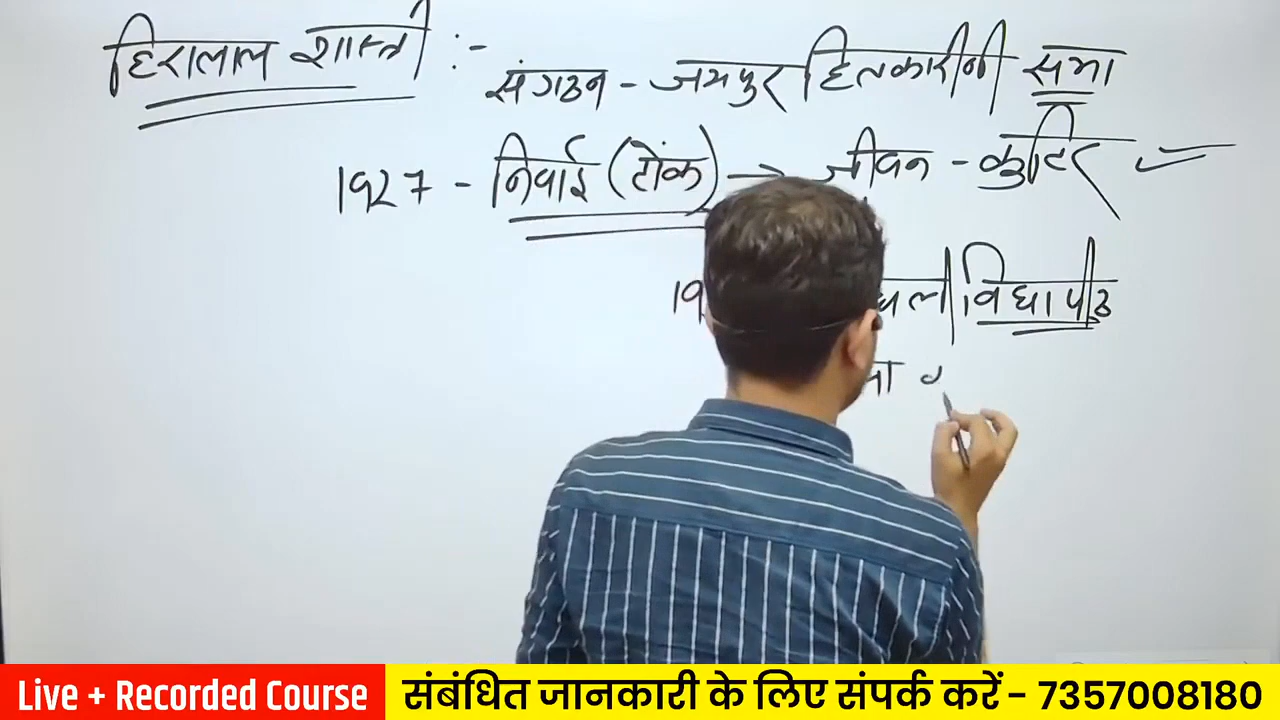 हिरालाल शास्त्री :-
संगठन - जयपुर हितकारीनी सभा
1927 - निवाई (टोंक) → जीवन - कुटिर
विद्यापीठ
Live + Recorded Course
संबंधित जानकारी के लिए संपर्क करें - 7357008180